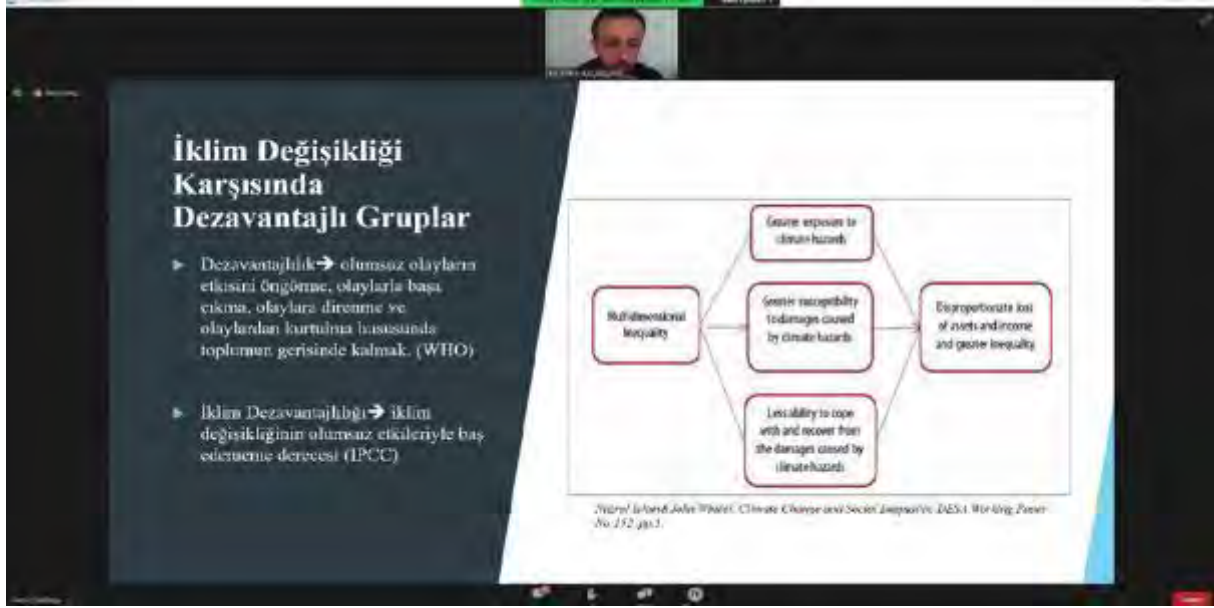 İklim Değişikliği
Karşısında
Dezavantajlı Gruplar
Dezavantajlılık➔ olumsuz olayların
etkisini öngörme, olaylarla başa
çıkma, olaylara direnme ve
olaylardan kurtulma hususunda
toplumun gerisinde kalmak. (WHO)
İklim Dezavantajlılığı➔ iklim
değişikliğinin olumsuz etkileriyle baş
edememe derecesi (IPCC)
Greater exposure to
climate hazards
Multidimensional
Inequality
Greater susceptibility
to damages caused
by climate hazards
Disproportionate loss
of assets and income
and greater inequality
Less ability to cope
with and recover from
the damages caused by
climate hazards
Climate Change and Social Inequality, DESA Working Paper
No. 152, pp.1.